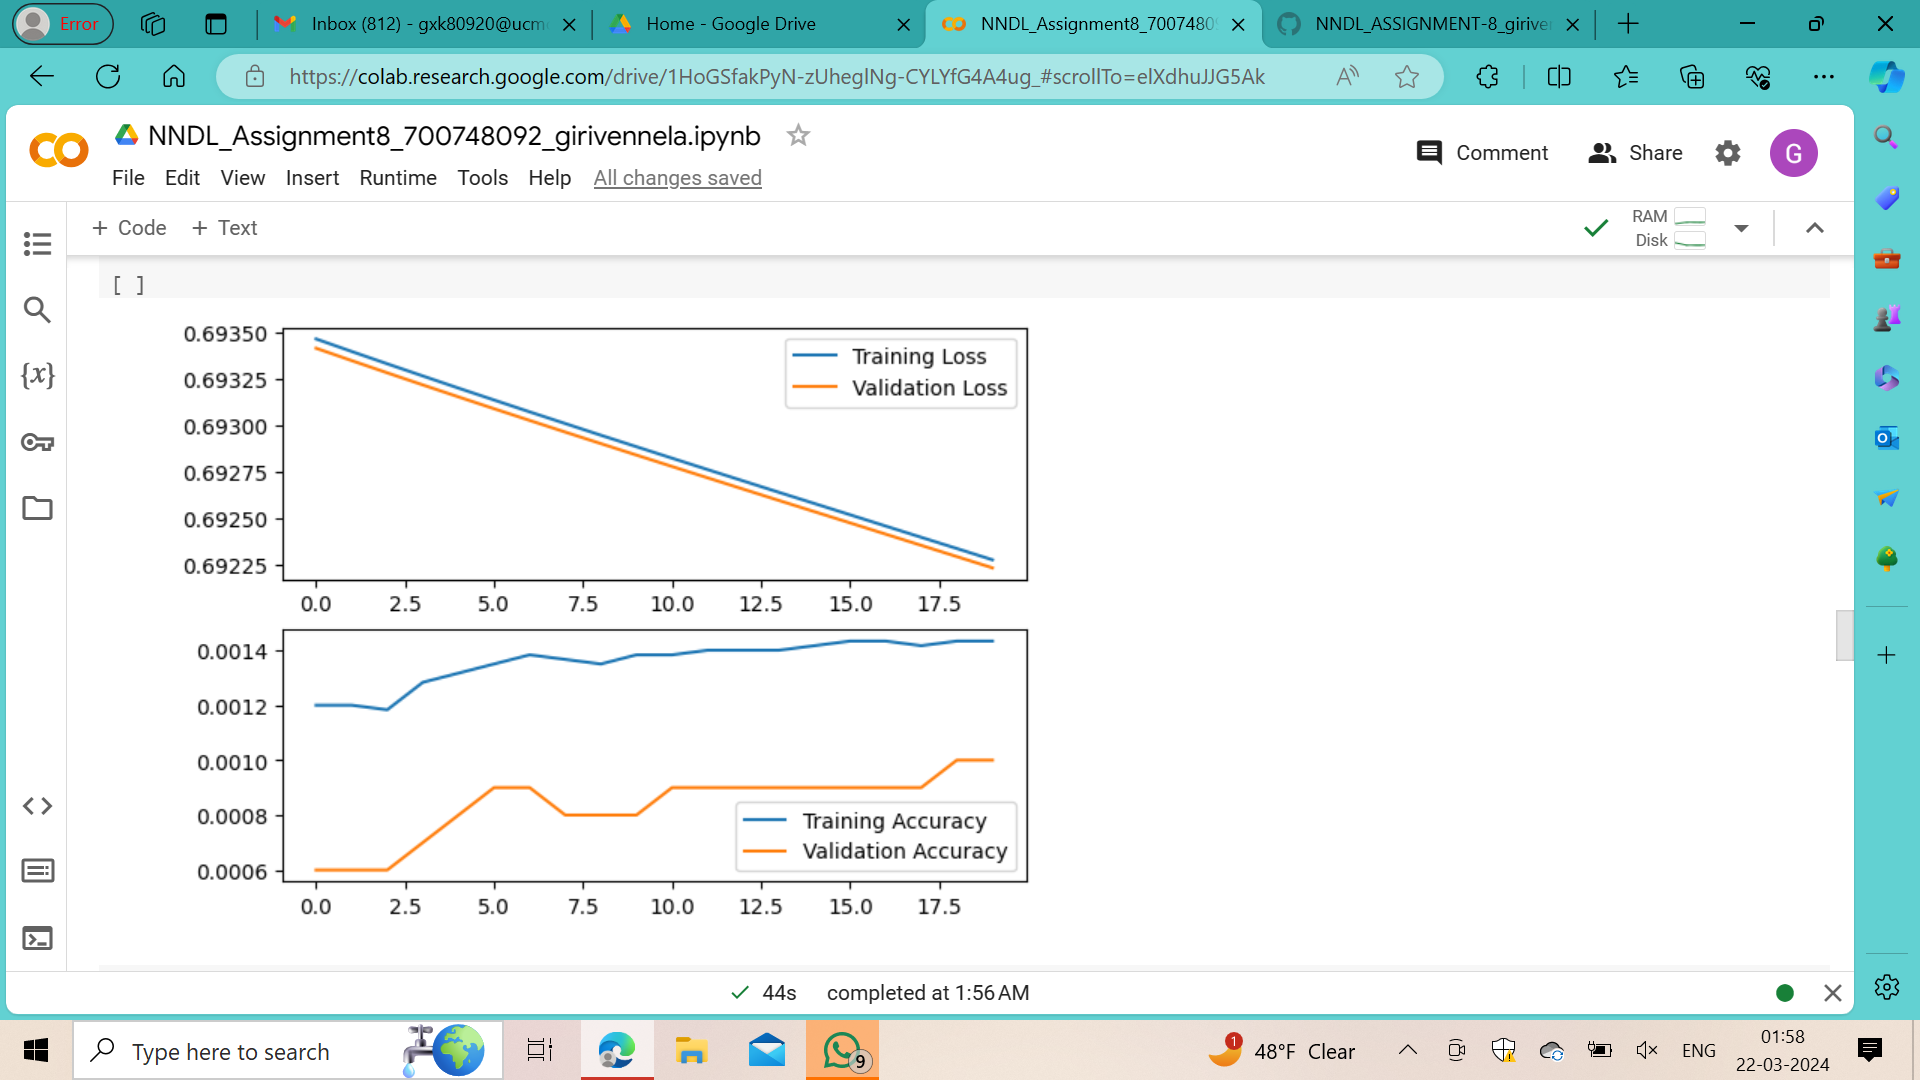 Error
Inbox (812) - gxk80920@ucm
Home - Google Drive
NNDL_Assignment8_70074809
NNDL_ASSIGNMENT-8_giriven
https://colab.research.google.com/drive/1HoGSfakPyN-zUheglNg-CYLYfG4A4ug_#scrollTo=elXdhuJJG5Ak
NNDL_Assignment8_700748092_girivennela.ipynb
Comment
Share
G
File Edit View Insert Runtime Tools Help All changes saved
+ Code + Text
RAM
Disk
{x}
[ ]
0.69350
0.69325
0.69300
0.69275
0.69250
0.69225
Training Loss
Validation Loss
0.0 2.5 5.0 7.5 10.0 12.5 15.0 17.5
0.0014
0.0012
0.0010
0.0008
0.0006
Training Accuracy
Validation Accuracy
0.0 2.5 5.0 7.5 10.0 12.5 15.0 17.5
44s completed at 1:56 AM
Type here to search
9
1
48°F Clear
ENG
01:58
22-03-2024